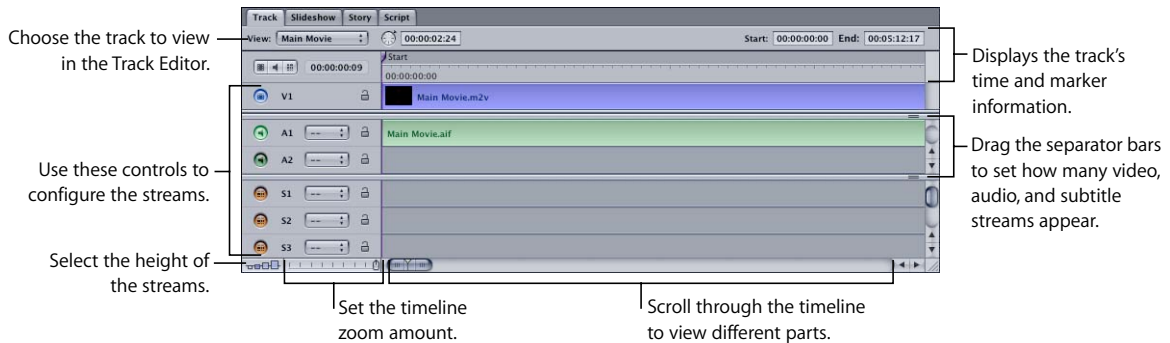 Track Slideshow Story Script
Choose the track to view
in the Track Editor.
View: Main Movie 00:00:02:24 Start: 00:00:00:00 End: 00:05:12:17
Displays the track's
time and marker
information.
00:00:00:09
Start
00:00:00:00
V1 Main Movie.m2v
Use these controls to
configure the streams.
A1 -- Main Movie.aif
A2 --
S1 --
S2 --
S3 --
Drag the separator bars
to set how many video,
audio, and subtitle
streams appear.
Select the height of
the streams.
Set the timeline
zoom amount.
Scroll through the timeline
to view different parts.